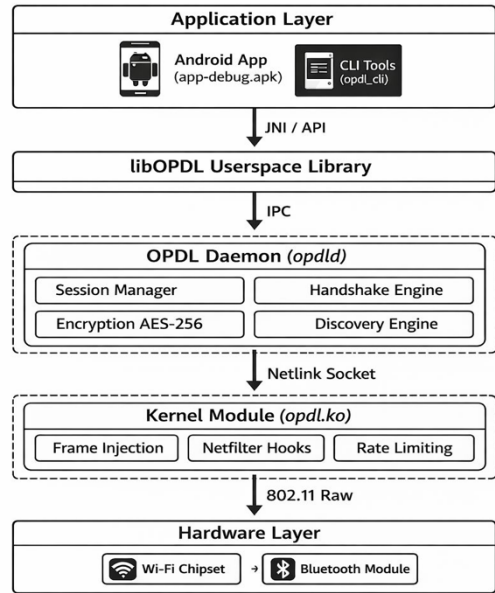 Application Layer
Android App
(app-debug.apk)
CLI Tools
(opdl_cli)
JNI / API
libOPDL Userspace Library
IPC
OPDL Daemon (opdld)
Session Manager
Handshake Engine
Encryption AES-256
Discovery Engine
Netlink Socket
Kernel Module (opdl.ko)
Frame Injection
Netfilter Hooks
Rate Limiting
802.11 Raw
Hardware Layer
Wi-Fi Chipset
Bluetooth Module